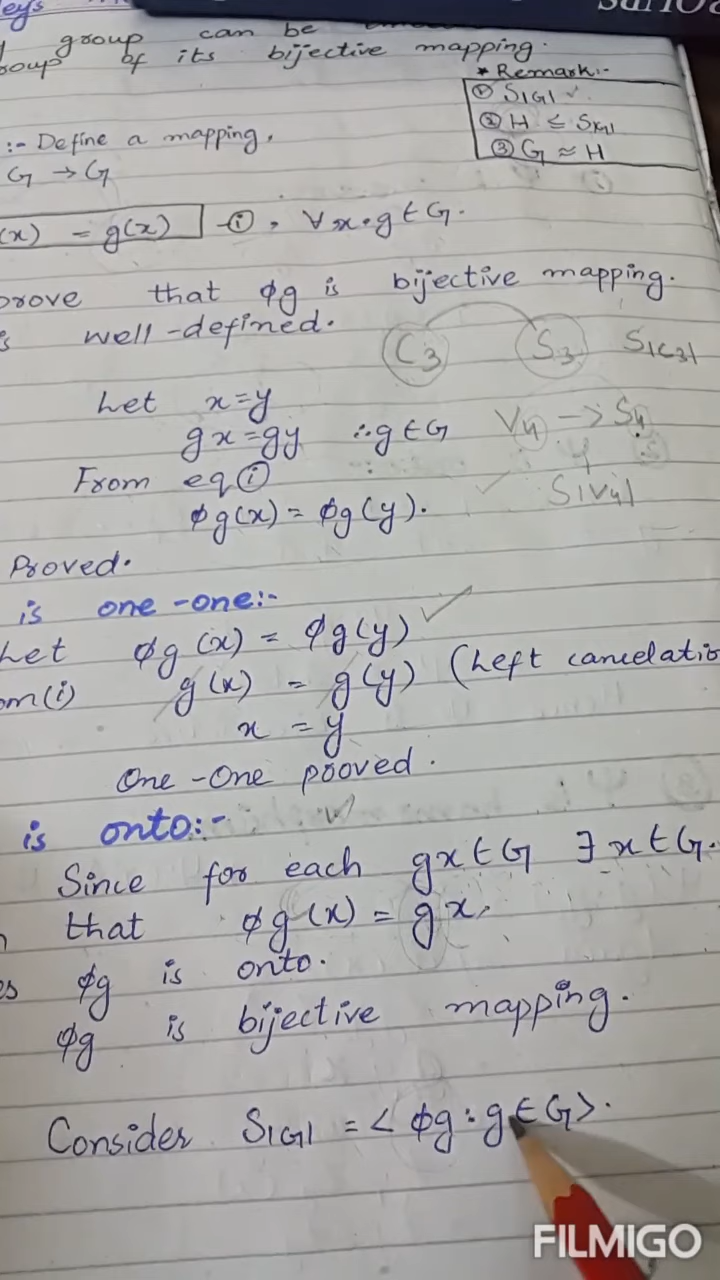 group can be
of its bijective mapping.
* Remark:-
① S|G| ✓
② H ≤ S|G|
③ G ≈ H
:- Define a mapping,
G → G
(x) = g(x) -①, ∀ x, g ∈ G.
prove that ϕg is bijective mapping.
well-defined.
C3 S3 S|C3|
Let x=y
gx=gy ∴g∈G
V4 → S4
From eq ①
S|V4|
ϕg(x) = ϕg(y).
Proved.
is one-one:-
Let ϕg(x) = ϕg(y)
om(i) g(x) = g(y) (Left cancelatio
x = y
One-One pooved.
is onto:-
Since for each gx∈G ∃ x∈G.
that ϕg(x) = gx,
es ϕg is onto.
ϕg is bijective mapping.
Consider S|G| = < ϕg : g∈G>.
FILMIGO